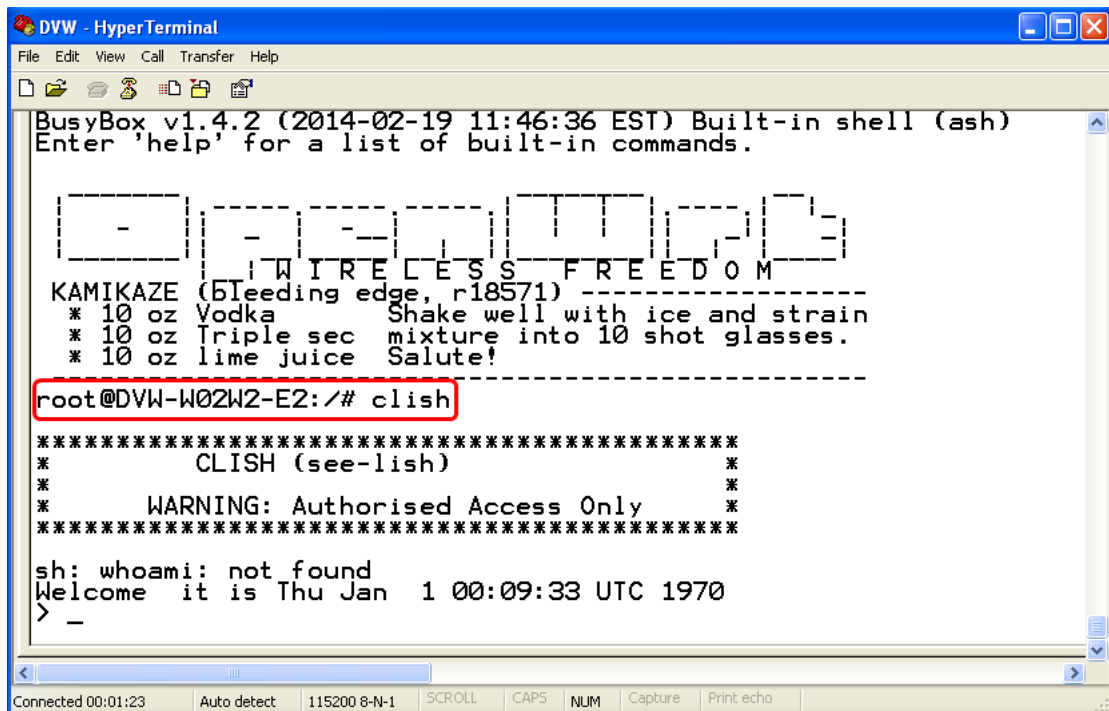 DVW - HyperTerminal
File Edit View Call Transfer Help
BusyBox v1.4.2 (2014-02-19 11:46:36 EST) Built-in shell (ash)
Enter 'help' for a list of built-in commands.
OpenWrt
W I R E L E S S   F R E E D O M
KAMIKAZE (bleeding edge, r18571) ------------------
* 10 oz Vodka       Shake well with ice and strain
* 10 oz Triple sec  mixture into 10 shot glasses.
* 10 oz lime juice  Salute!
---------------------------------------------------
root@DVW-W02W2-E2:/# clish
********************************************
*          CLISH (see-lish)                *
*                                          *
*       WARNING: Authorised Access Only    *
********************************************
sh: whoami: not found
Welcome  it is Thu Jan  1 00:09:33 UTC 1970
> _
Connected 00:01:23 Auto detect 115200 8-N-1 SCROLL CAPS NUM Capture Print echo